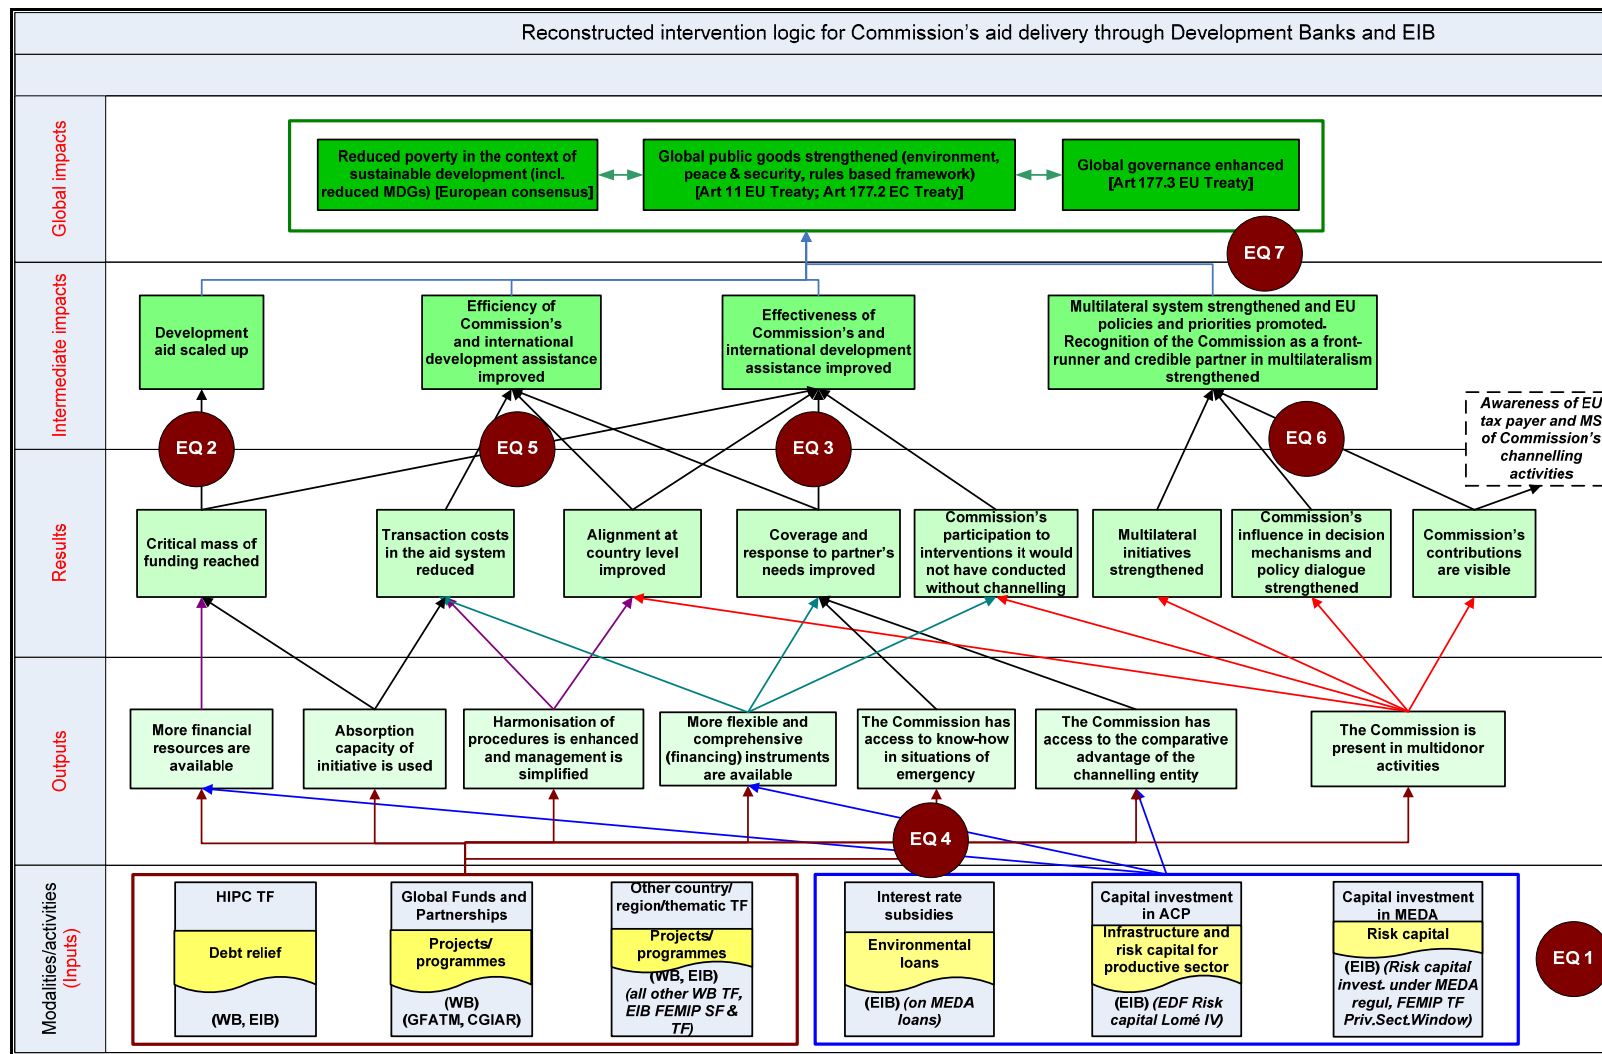 Reconstructed intervention logic for Commission's aid delivery through Development Banks and EIB
Global impacts
Reduced poverty in the context of
sustainable development (incl.
reduced MDGs) [European consensus]
Global public goods strengthened (environment,
peace & security, rules based framework)
[Art 11 EU Treaty; Art 177.2 EC Treaty]
Global governance enhanced
[Art 177.3 EU Treaty]
EQ 7
Intermediate impacts
Development
aid scaled up
Efficiency of
Commission's
and international
development assistance
improved
Effectiveness of
Commission's and
international development
assistance improved
Multilateral system strengthened and EU
policies and priorities promoted.
Recognition of the Commission as a front-
runner and credible partner in multilateralism
strengthened
Awareness of EU
tax payer and MS
of Commission's
channelling
activities
EQ 2
EQ 5
EQ 3
EQ 6
Results
Critical mass of
funding reached
Transaction costs
in the aid system
reduced
Alignment at
country level
improved
Coverage and
response to partner's
needs improved
Commission's
participation to
interventions it would
not have conducted
without channelling
Multilateral
initiatives
strengthened
Commission's
influence in decision
mechanisms and
policy dialogue
strengthened
Commission's
contributions
are visible
Outputs
More financial
resources are
available
Absorption
capacity of
initiative is used
Harmonisation of
procedures is enhanced
and management is
simplified
More flexible and
comprehensive
(financing) instruments
are available
The Commission has
access to know-how
in situations of
emergency
The Commission has
access to the comparative
advantage of the
channelling entity
The Commission is
present in multidonor
activities
EQ 4
Modalities/activities
(Inputs)
HIPC TF
Debt relief
(WB, EIB)
Global Funds and
Partnerships
Projects/
programmes
(WB)
(GFATM, CGIAR)
Other country/
region/thematic TF
Projects/
programmes
(WB, EIB)
(all other WB TF,
EIB FEMIP SF &
TF)
Interest rate
subsidies
Environmental
loans
(EIB) (on MEDA
loans)
Capital investment
in ACP
Infrastructure and
risk capital for
productive sector
(EIB) (EDF Risk
capital Lomé IV)
Capital investment
in MEDA
Risk capital
(EIB) (Risk capital
invest. under MEDA
regul, FEMIP TF
Priv.Sect.Window)
EQ 1